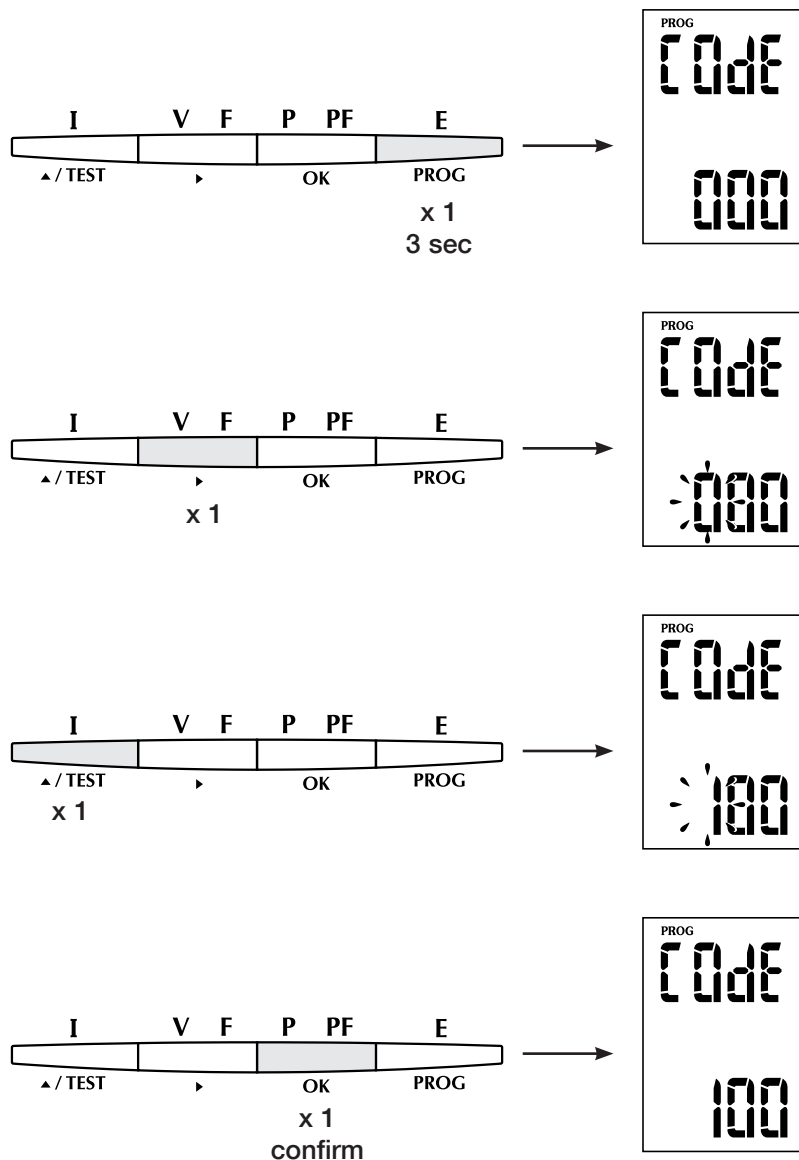 PROG
COdE
I V F P PF E
▲ / TEST ▶ OK PROG
000
x 1
3 sec
PROG
COdE
I V F P PF E
▲ / TEST ▶ OK PROG
000
x 1
PROG
COdE
I V F P PF E
▲ / TEST ▶ OK PROG
100
x 1
PROG
COdE
I V F P PF E
▲ / TEST ▶ OK PROG
100
x 1
confirm